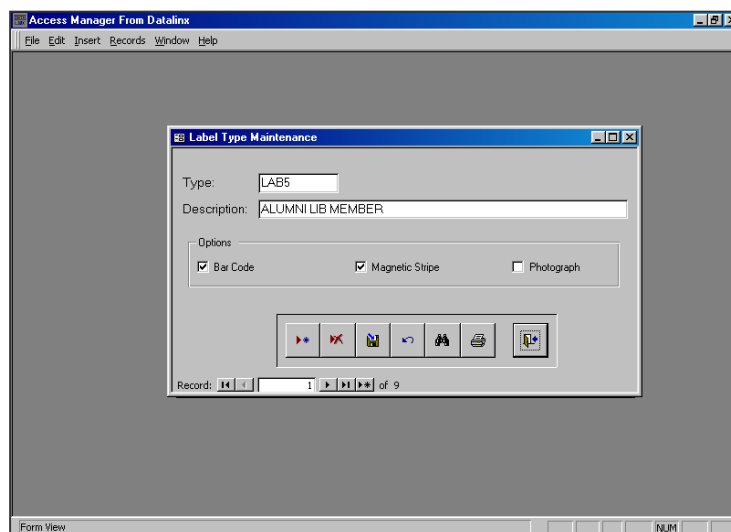 Access Manager From Datalinx
File Edit Insert Records Window Help
Label Type Maintenance
Type: LAB5
Description: ALUMNI LIB MEMBER
Options
Bar Code Magnetic Stripe Photograph
Record: 1 of 9
Form View NUM